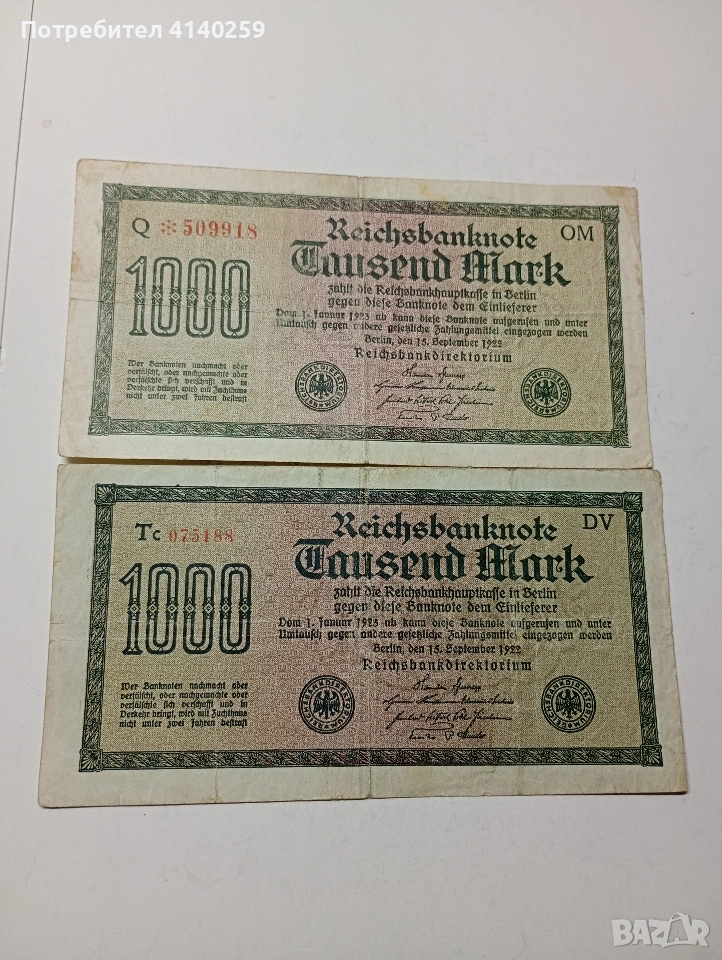 Потребител 4140259
Q ※ 509918
OM
Reichsbanknote
1000
Tausend Mark
zahlt die Reichsbankhauptkasse in Berlin
gegen diese Banknote dem Einlieferer
Vom 1. Januar 1923 ab kann diese Banknote aufgerufen und unter
Umtausch gegen andere gesetzliche Zahlungsmittel eingezogen werden
Berlin, den 15. September 1922
Reichsbankdirektorium
Wer Banknoten nachmacht oder
verfälscht, oder nachgemachte oder
verfälschte sich verschafft und in
Verkehr bringt, wird mit Zuchthaus
nicht unter zwei Jahren bestraft
Tc 075188
DV
Reichsbanknote
1000
Tausend Mark
zahlt die Reichsbankhauptkasse in Berlin
gegen diese Banknote dem Einlieferer
Vom 1. Januar 1923 ab kann diese Banknote aufgerufen und unter
Umtausch gegen andere gesetzliche Zahlungsmittel eingezogen werden
Berlin, den 15. September 1922
Reichsbankdirektorium
Wer Banknoten nachmacht oder
verfälscht, oder nachgemachte oder
verfälschte sich verschafft und in
Verkehr bringt, wird mit Zuchthaus
nicht unter zwei Jahren bestraft
BAZAR